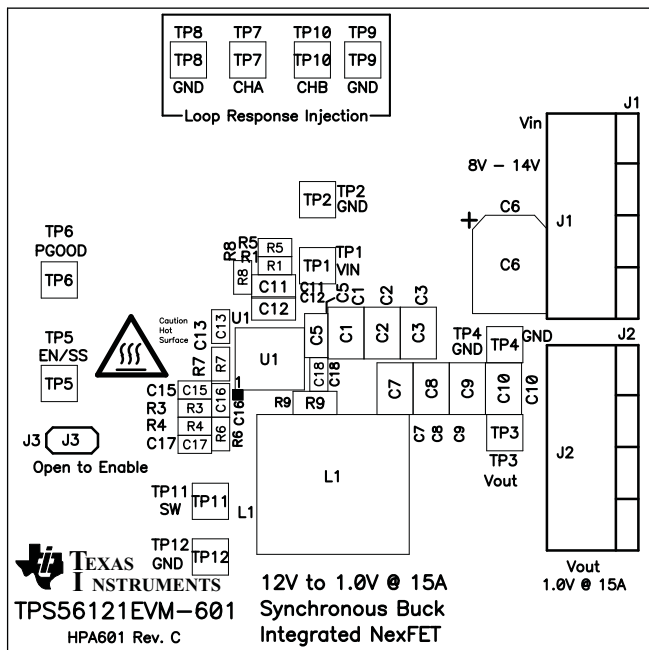 TP8 TP7 TP10 TP9
TP8 TP7 TP10 TP9
GND CHA CHB GND
Loop Response Injection
J1
Vin
8V – 14V
C6
+
J1
C6
TP2
TP2
GND
TP6
PGOOD
TP6
R8 R5 R5
R1 R1
R8
TP1
TP1
VIN
C11 C11
C12 C12
C5 C1 C2 C3
Caution
Hot
Surface
C13 C13
U1
U1
C5 C1 C2 C3
TP4
GND
TP4
GND
J2
TP5
EN/SS
TP5
R7 R7
C18 C18
C15 C15
C16
1
C16
R3 R3
R4 R4
R6 R6
C17 C17
R9 R9
C7 C8 C9 C10 C10
C7 C8 C9
TP3
TP3
Vout
J2
J3 J3
Open to Enable
L1
L1
TP11
SW
TP11
TP12
GND
TP12
Vout
1.0V @ 15A
TEXAS
INSTRUMENTS
TPS56121EVM–601
HPA601 Rev. C
12V to 1.0V @ 15A
Synchronous Buck
Integrated NexFET